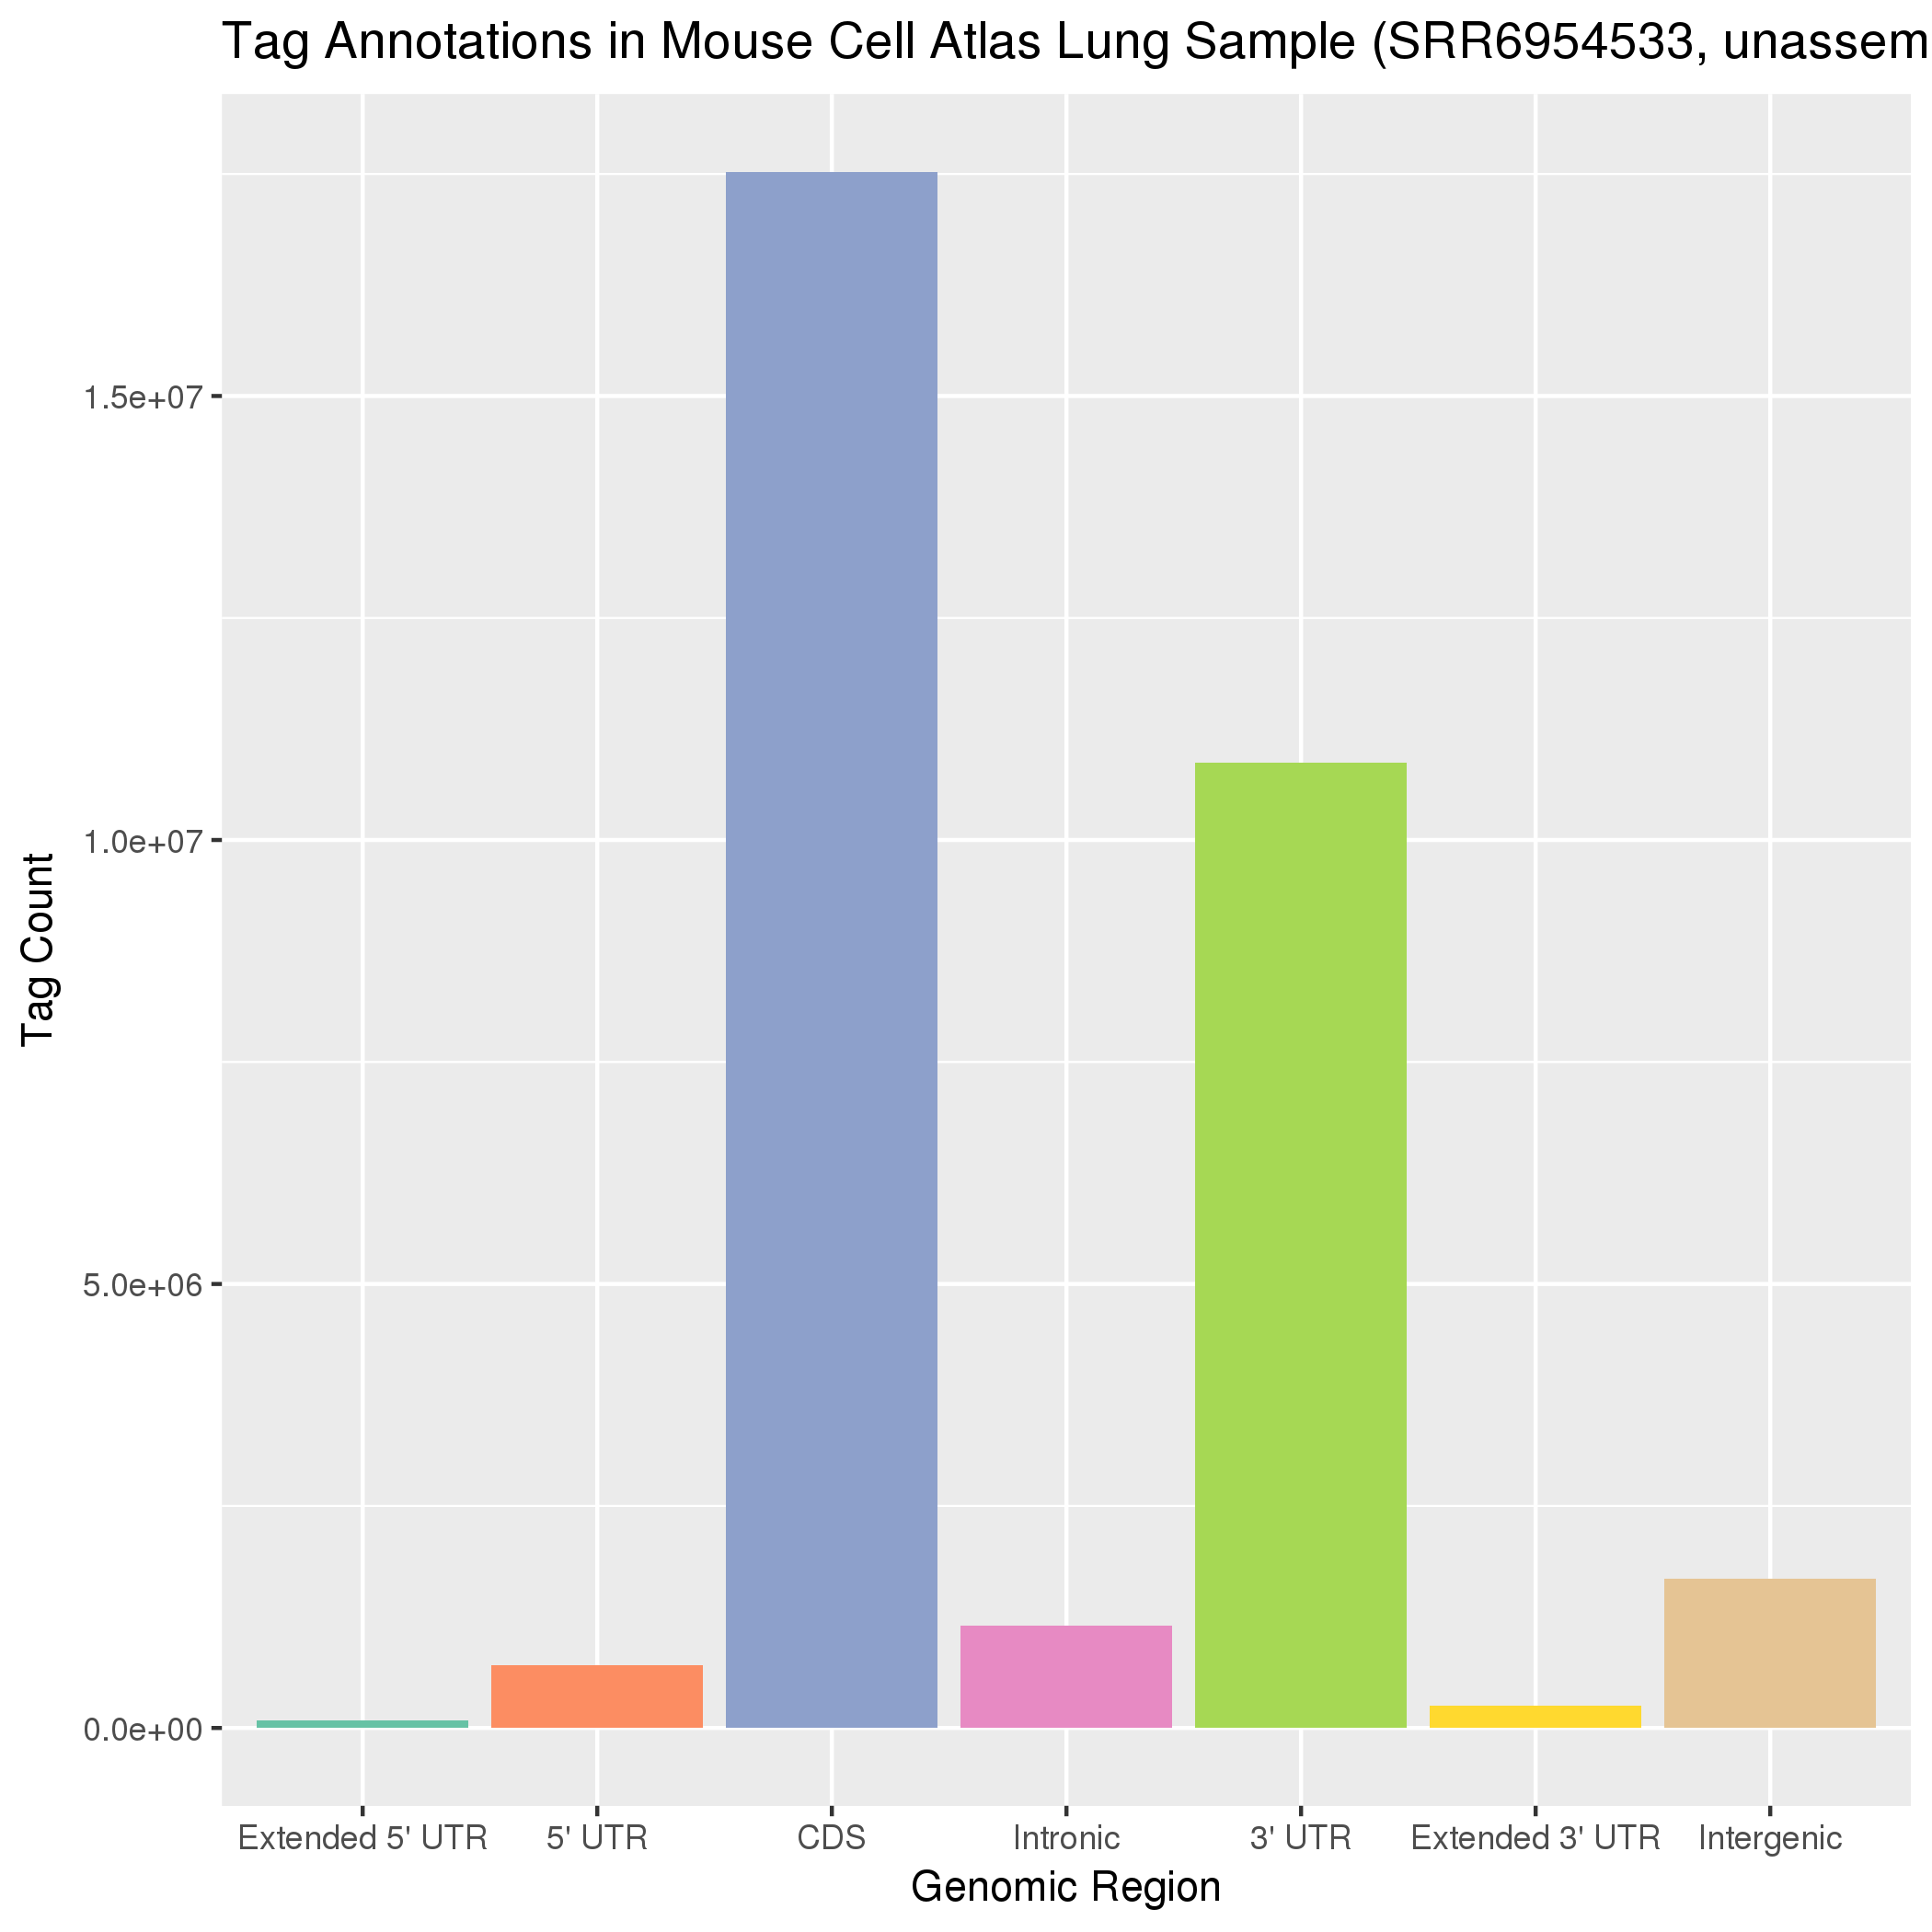 Tag Annotations in Mouse Cell Atlas Lung Sample (SRR6954533, unassem
1.5e+07
1.0e+07
5.0e+06
0.0e+00
Tag Count
Extended 5' UTR
5' UTR
CDS
Intronic
3' UTR
Extended 3' UTR
Intergenic
Genomic Region